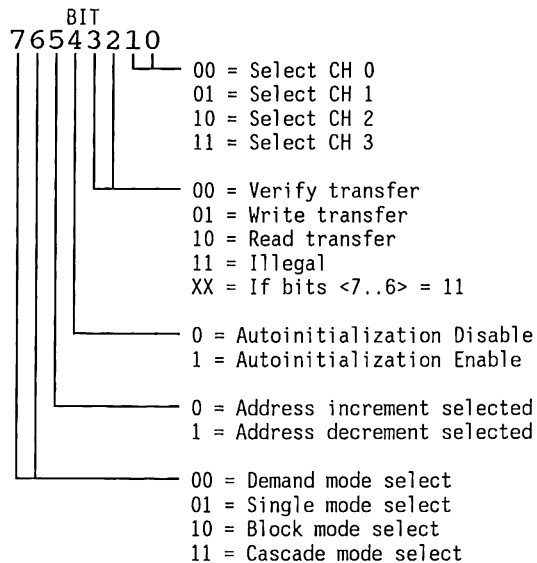 BIT
76543210
00 = Select CH 0
01 = Select CH 1
10 = Select CH 2
11 = Select CH 3
00 = Verify transfer
01 = Write transfer
10 = Read transfer
11 = Illegal
XX = If bits <7..6> = 11
0 = Autoinitialization Disable
1 = Autoinitialization Enable
0 = Address increment selected
1 = Address decrement selected
00 = Demand mode select
01 = Single mode select
10 = Block mode select
11 = Cascade mode select